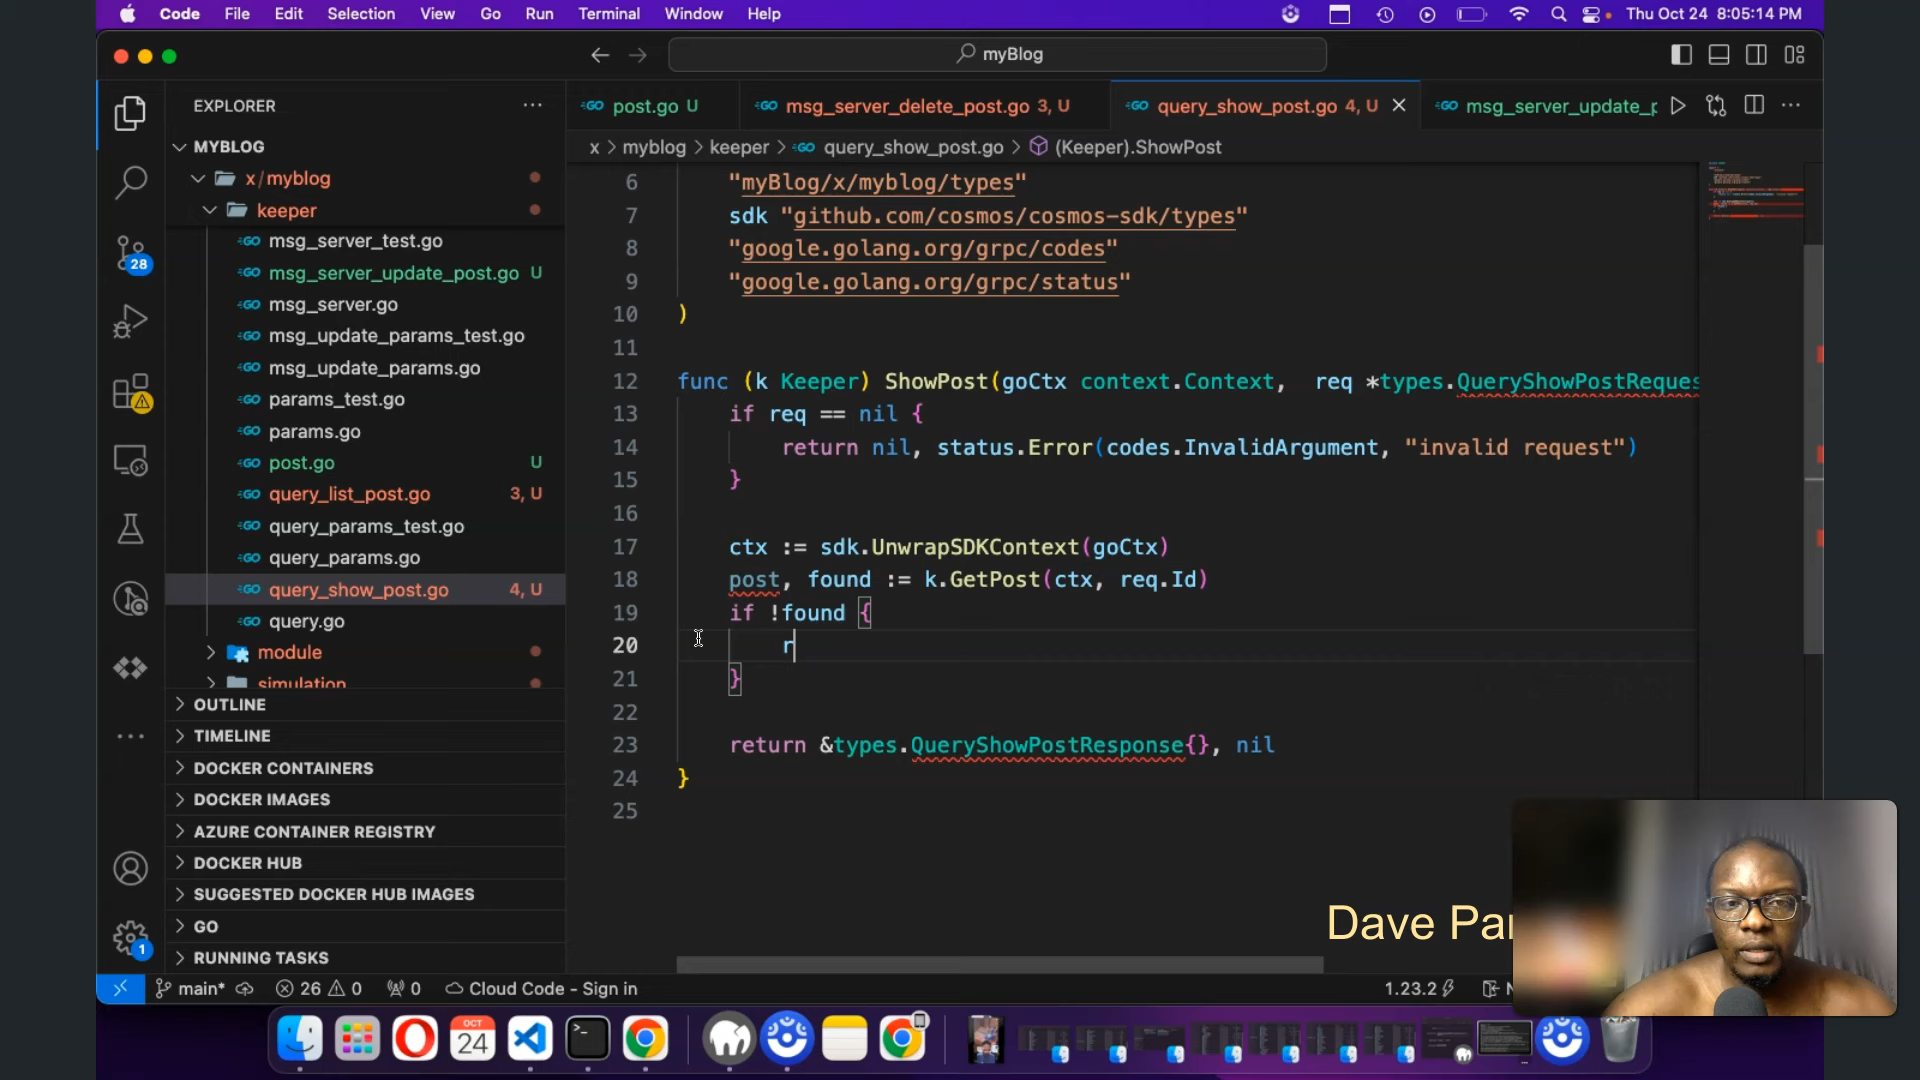 Code File Edit Selection View Go Run Terminal Window Help
Thu Oct 24 8:05:14 PM
myBlog
EXPLORER
MYBLOG
x / myblog
keeper
msg_server_test.go
msg_server_update_post.go U
msg_server.go
msg_update_params_test.go
msg_update_params.go
params_test.go
params.go
post.go U
query_list_post.go 3, U
query_params_test.go
query_params.go
query_show_post.go 4, U
query.go
module
simulation
OUTLINE
TIMELINE
DOCKER CONTAINERS
DOCKER IMAGES
AZURE CONTAINER REGISTRY
DOCKER HUB
SUGGESTED DOCKER HUB IMAGES
GO
RUNNING TASKS
28
1
post.go U
msg_server_delete_post.go 3, U
query_show_post.go 4, U
msg_server_update_p
x > myblog > keeper > query_show_post.go > (Keeper).ShowPost
6 "myBlog/x/myblog/types"
7 sdk "github.com/cosmos/cosmos-sdk/types"
8 "google.golang.org/grpc/codes"
9 "google.golang.org/grpc/status"
10 )
11
12 func (k Keeper) ShowPost(goCtx context.Context, req *types.QueryShowPostReques
13 if req == nil {
14 return nil, status.Error(codes.InvalidArgument, "invalid request")
15 }
16
17 ctx := sdk.UnwrapSDKContext(goCtx)
18 post, found := k.GetPost(ctx, req.Id)
19 if !found {
20 r
21 }
22
23 return &types.QueryShowPostResponse{}, nil
24 }
25
Dave Pa
main* 26 0 0 Cloud Code - Sign in
1.23.2
OCT
24